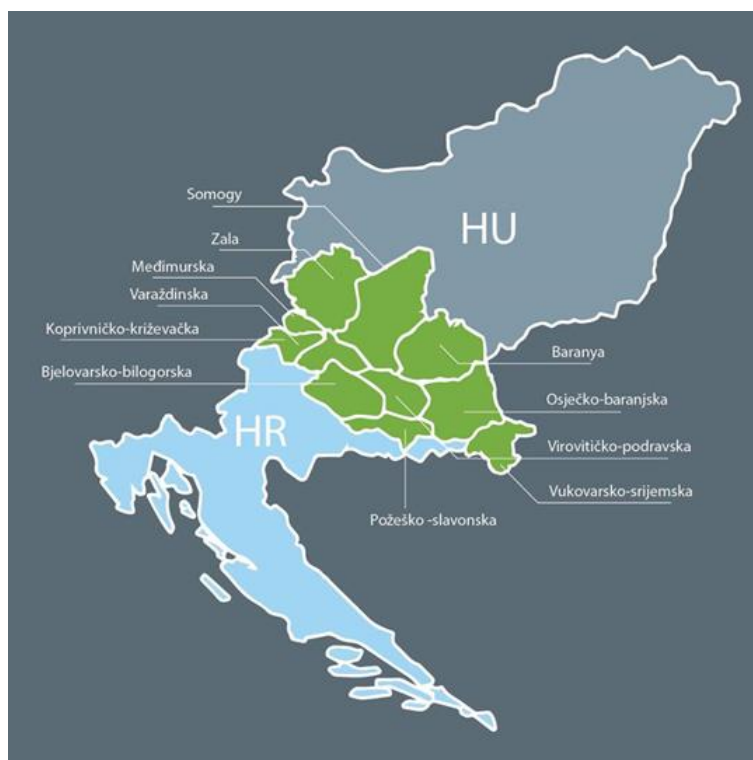 Somogy
HU
Zala
Međimurska
Varaždinska
Koprivničko-križevačka
Baranya
Bjelovarsko-bilogorska
Osječko-baranjska
HR
Virovitičko-podravska
Vukovarsko-srijemska
Požeško -slavonska